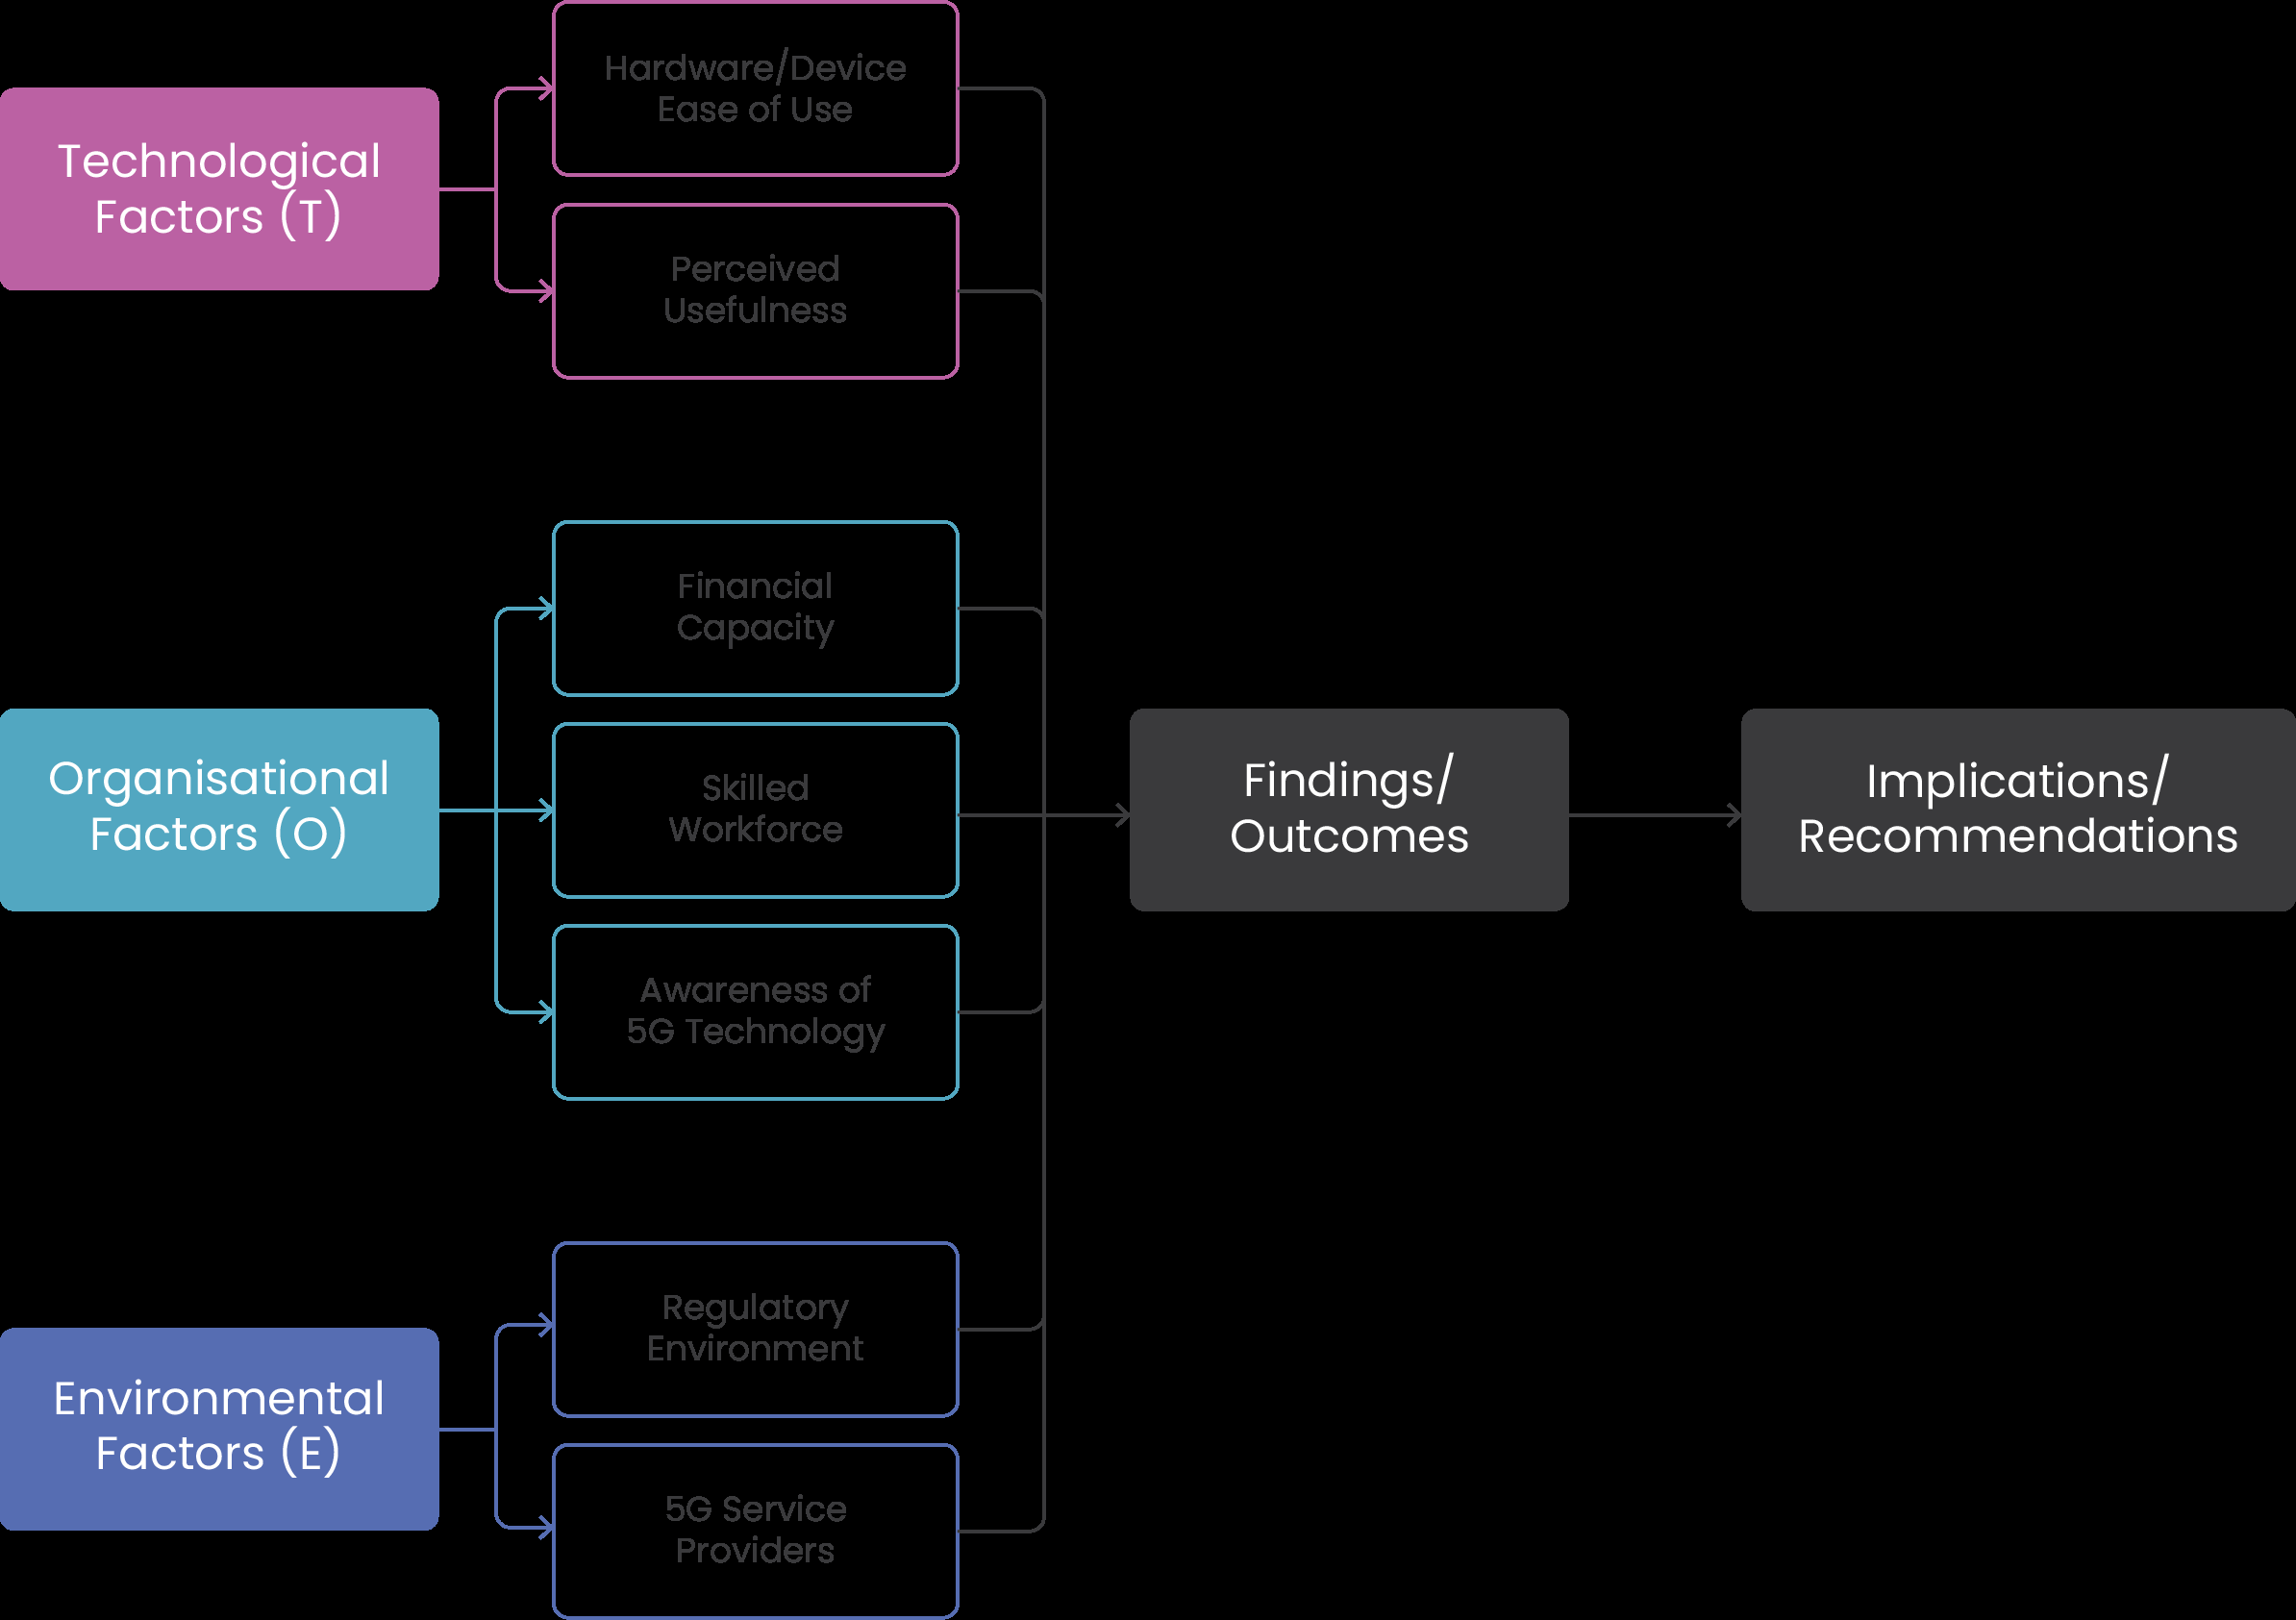 Technological
Factors (T)
Hardware/Device
Ease of Use
Perceived
Usefulness
Organisational
Factors (O)
Financial
Capacity
Skilled
Workforce
Awareness of
5G Technology
Environmental
Factors (E)
Regulatory
Environment
5G Service
Providers
Findings/
Outcomes
Implications/
Recommendations